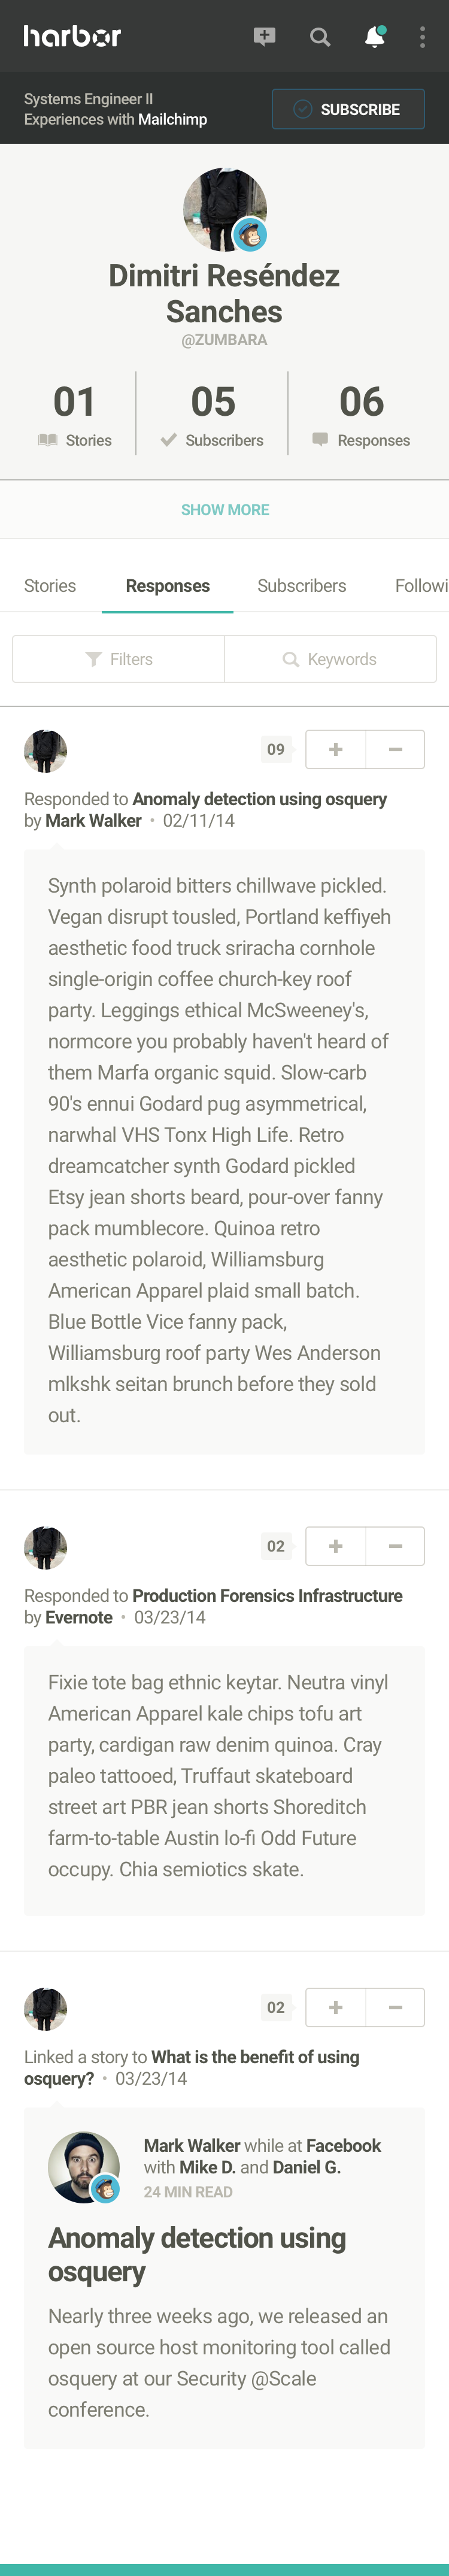 harbor
Systems Engineer II
Experiences with Mailchimp
SUBSCRIBE
Dimitri Reséndez
Sanches
@ZUMBARA
01
05
06
Stories
Subscribers
Responses
SHOW MORE
Stories
Responses
Subscribers
Followi
Filters
Keywords
09
Responded to Anomaly detection using osquery
by Mark Walker • 02/11/14
Synth polaroid bitters chillwave pickled.
Vegan disrupt tousled, Portland keffiyeh
aesthetic food truck sriracha cornhole
single-origin coffee church-key roof
party. Leggings ethical McSweeney's,
normcore you probably haven't heard of
them Marfa organic squid. Slow-carb
90's ennui Godard pug asymmetrical,
narwhal VHS Tonx High Life. Retro
dreamcatcher synth Godard pickled
Etsy jean shorts beard, pour-over fanny
pack mumblecore. Quinoa retro
aesthetic polaroid, Williamsburg
American Apparel plaid small batch.
Blue Bottle Vice fanny pack,
Williamsburg roof party Wes Anderson
mlkshk seitan brunch before they sold
out.
02
Responded to Production Forensics Infrastructure
by Evernote • 03/23/14
Fixie tote bag ethnic keytar. Neutra vinyl
American Apparel kale chips tofu art
party, cardigan raw denim quinoa. Cray
paleo tattooed, Truffaut skateboard
street art PBR jean shorts Shoreditch
farm-to-table Austin lo-fi Odd Future
occupy. Chia semiotics skate.
02
Linked a story to What is the benefit of using
osquery? • 03/23/14
Mark Walker while at Facebook
with Mike D. and Daniel G.
24 MIN READ
Anomaly detection using
osquery
Nearly three weeks ago, we released an
open source host monitoring tool called
osquery at our Security @Scale
conference.